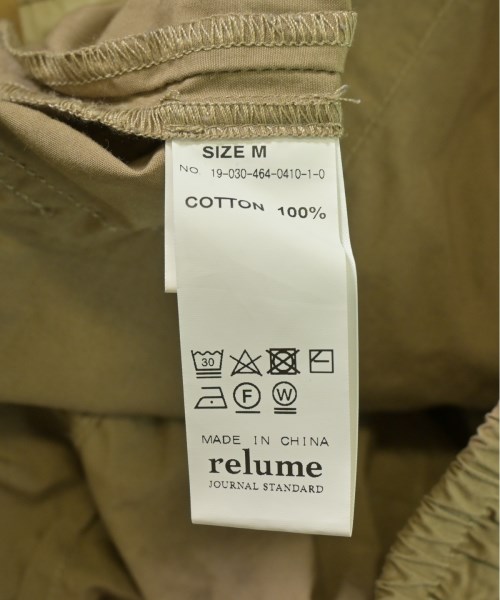 SIZE M
NO 19-030-464-0410-1-0
COTTON 100%
30
F W
MADE IN CHINA
relume
JOURNAL STANDARD